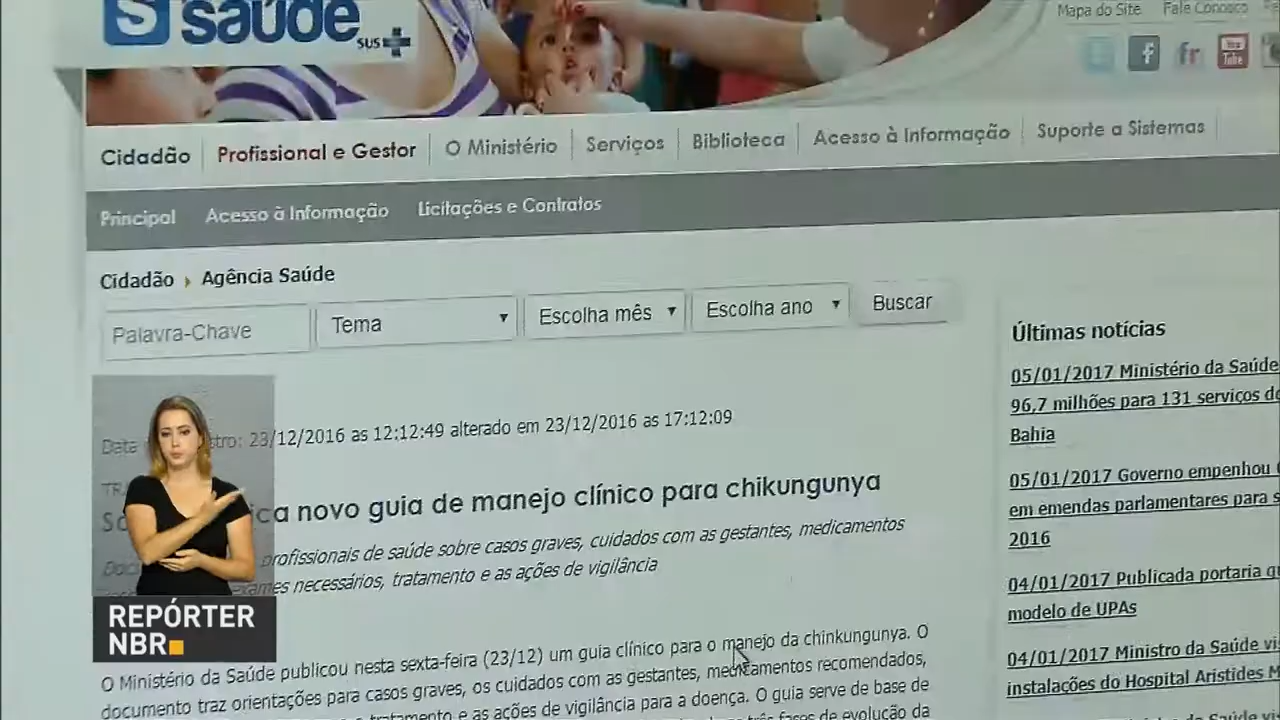 saúde
SUS
Mapa do Site Fale Conosco
f fr You Tube
Cidadão Profissional e Gestor O Ministério Serviços Biblioteca Acesso à Informação Suporte a Sistemas
Principal Acesso à Informação Licitações e Contratos
Cidadão Agência Saúde
Palavra-Chave Tema Escolha mês Escolha ano Buscar
Últimas notícias
05/01/2017 Ministério da Saúde
96,7 milhões para 131 serviços
Bahia
05/01/2017 Governo empenhou
em emendas parlamentares para
2016
04/01/2017 Publicada portaria
modelo de UPAs
04/01/2017 Ministro da Saúde
instalações do Hospital Aristides
Data 23/12/2016 as 12:12:49 alterado em 23/12/2016 as 17:12:09
novo guia de manejo clínico para chikungunya
profissionais de saúde sobre casos graves, cuidados com as gestantes, medicamentos
necessários, tratamento e as ações de vigilância
REPÓRTER
NBR
O Ministério da Saúde publicou nesta sexta-feira (23/12) um guia clínico para o manejo da chinkungunya. O
documento traz orientações para casos graves, os cuidados com as gestantes, medicamentos recomendados,
tratamento e as ações de vigilância para a doença. O guia serve de base de
três fases de evolução da